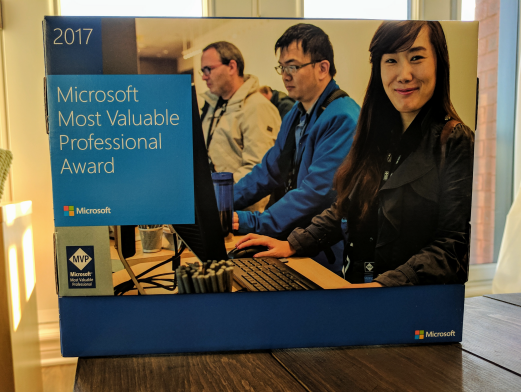 2017
Microsoft
Most Valuable
Professional
Award
Microsoft
MVP
Microsoft
Most Valuable
Professional
Microsoft